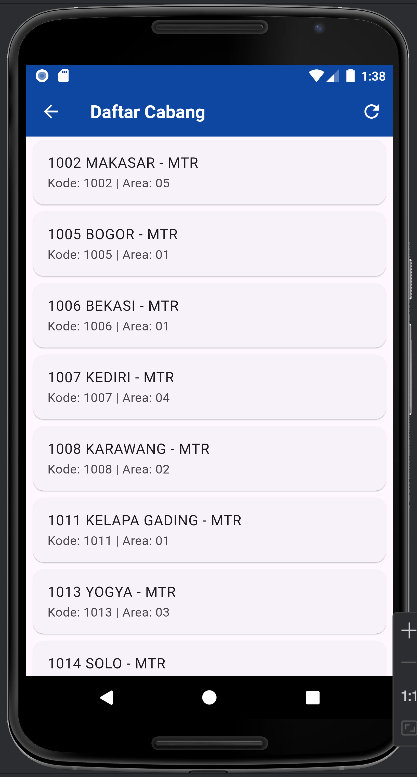 1:38
Daftar Cabang
1002 MAKASAR - MTR
Kode: 1002 | Area: 05
1005 BOGOR - MTR
Kode: 1005 | Area: 01
1006 BEKASI - MTR
Kode: 1006 | Area: 01
1007 KEDIRI - MTR
Kode: 1007 | Area: 04
1008 KARAWANG - MTR
Kode: 1008 | Area: 02
1011 KELAPA GADING - MTR
Kode: 1011 | Area: 01
1013 YOGYA - MTR
Kode: 1013 | Area: 03
1014 SOLO - MTR
1:1